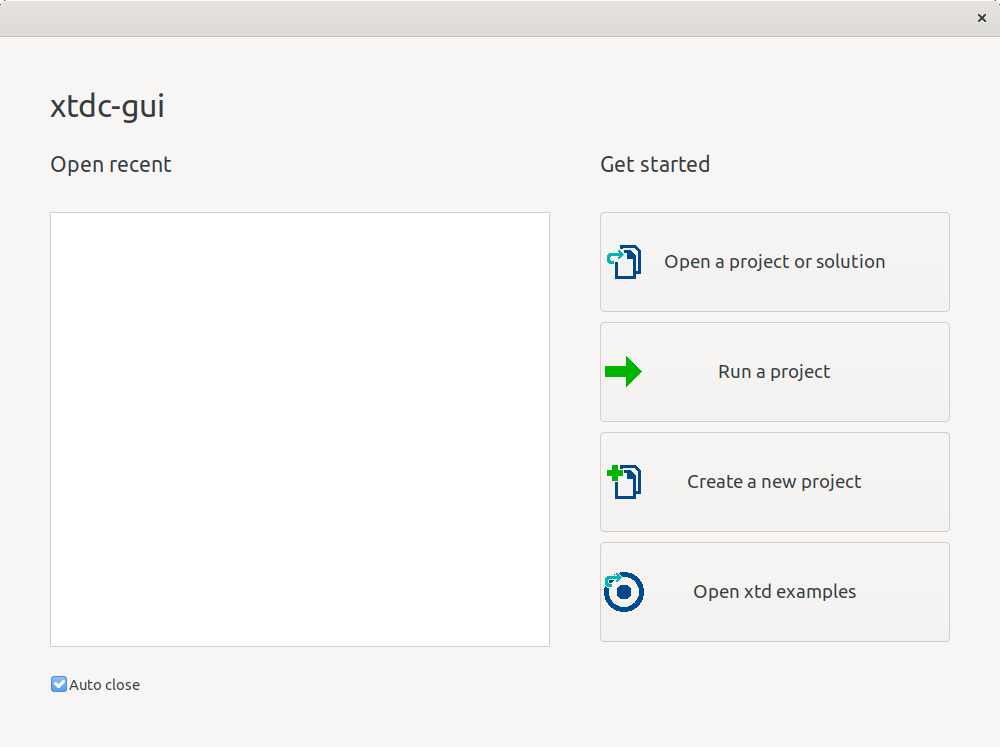 xtdc-gui
Open recent
Get started
Open a project or solution
Run a project
Create a new project
Open xtd examples
Auto close